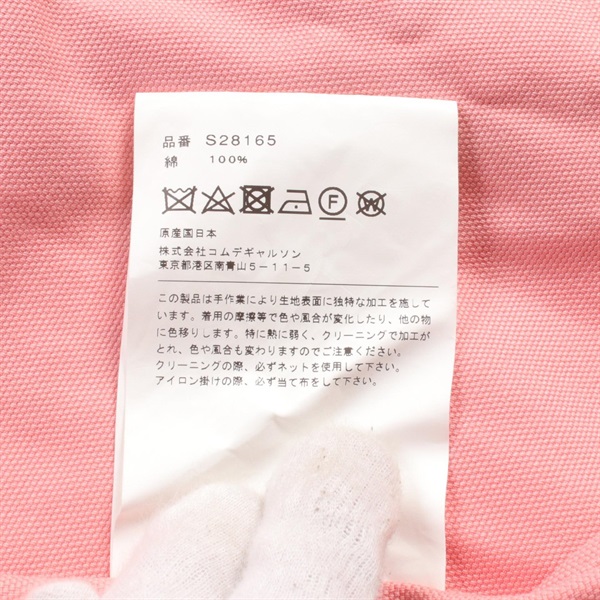 品番 S28165
綿 100%
F W
原産国日本
株式会社コムデギャルソン
東京都港区南青山5-11-5
この製品は手作業により生地表面に独特な加工を施して
います。着用の摩擦等で色や風合が変化したり、他の物
に色移りします。特に熱に弱く、クリーニングで加工が
とれ、色や風合も変わりますのでご注意ください。
クリーニングの際、必ずネットを使用して下さい。
アイロン掛けの際、必ず当て布をして下さい。